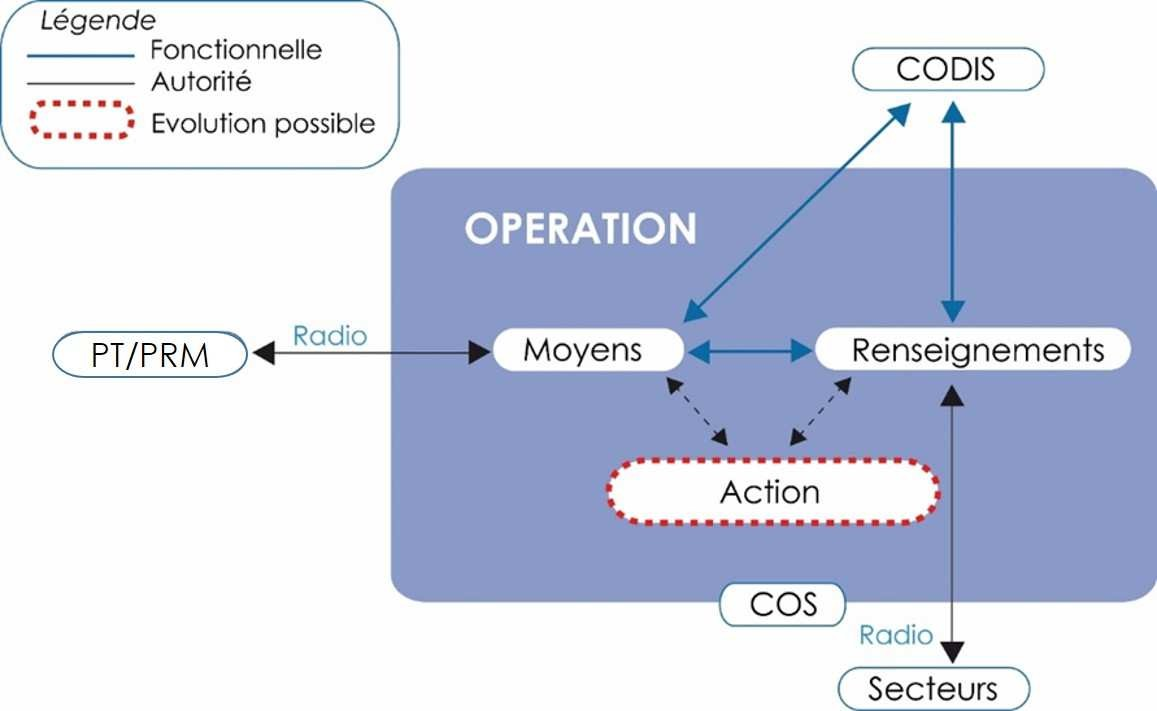 Légende
Fonctionnelle
Autorité
Evolution possible
CODIS
OPERATION
Radio
PT/PRM
Moyens
Renseignements
Action
COS
Radio
Secteurs